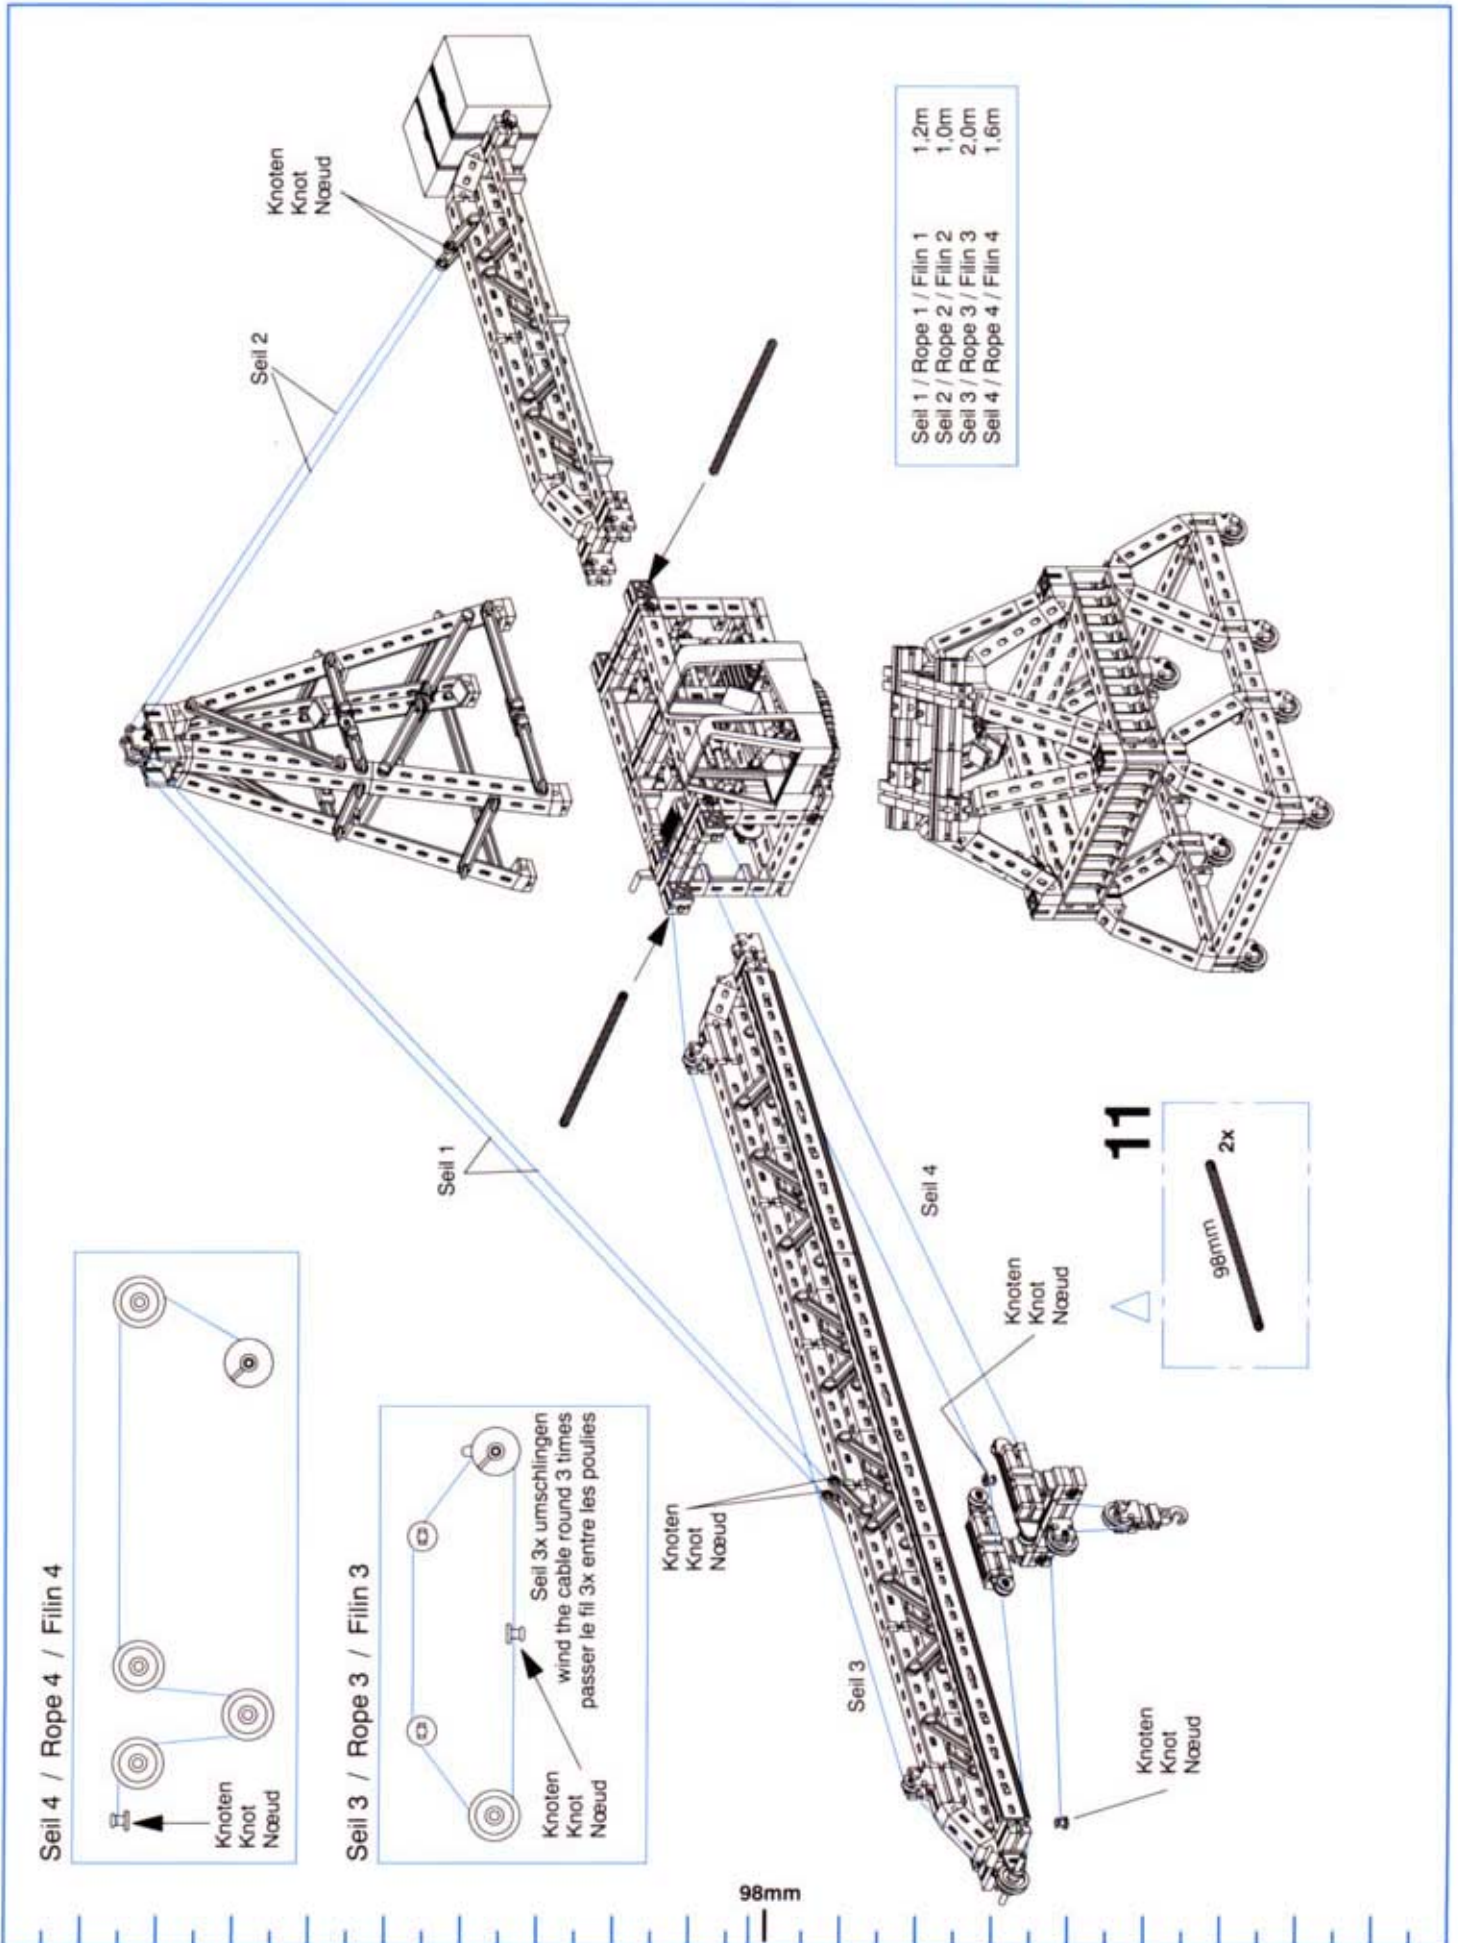 Seil 4 / Rope 4 / Filin 4
Knoten
Knot
Nœud
Seil 3 / Rope 3 / Filin 3
Knoten
Knot
Nœud
Seil 3x umschlingen
wind the cable round 3 times
passer le fil 3x entre les poulies
Seil 1
Seil 2
Knoten
Knot
Nœud
Knoten
Knot
Nœud
Seil 3
Seil 4
Knoten
Knot
Nœud
Knoten
Knot
Nœud
Seil 1 / Rope 1 / Filin 1 1,2m
Seil 2 / Rope 2 / Filin 2 1,0m
Seil 3 / Rope 3 / Filin 3 2,0m
Seil 4 / Rope 4 / Filin 4 1,6m
11
98mm
2x
98mm